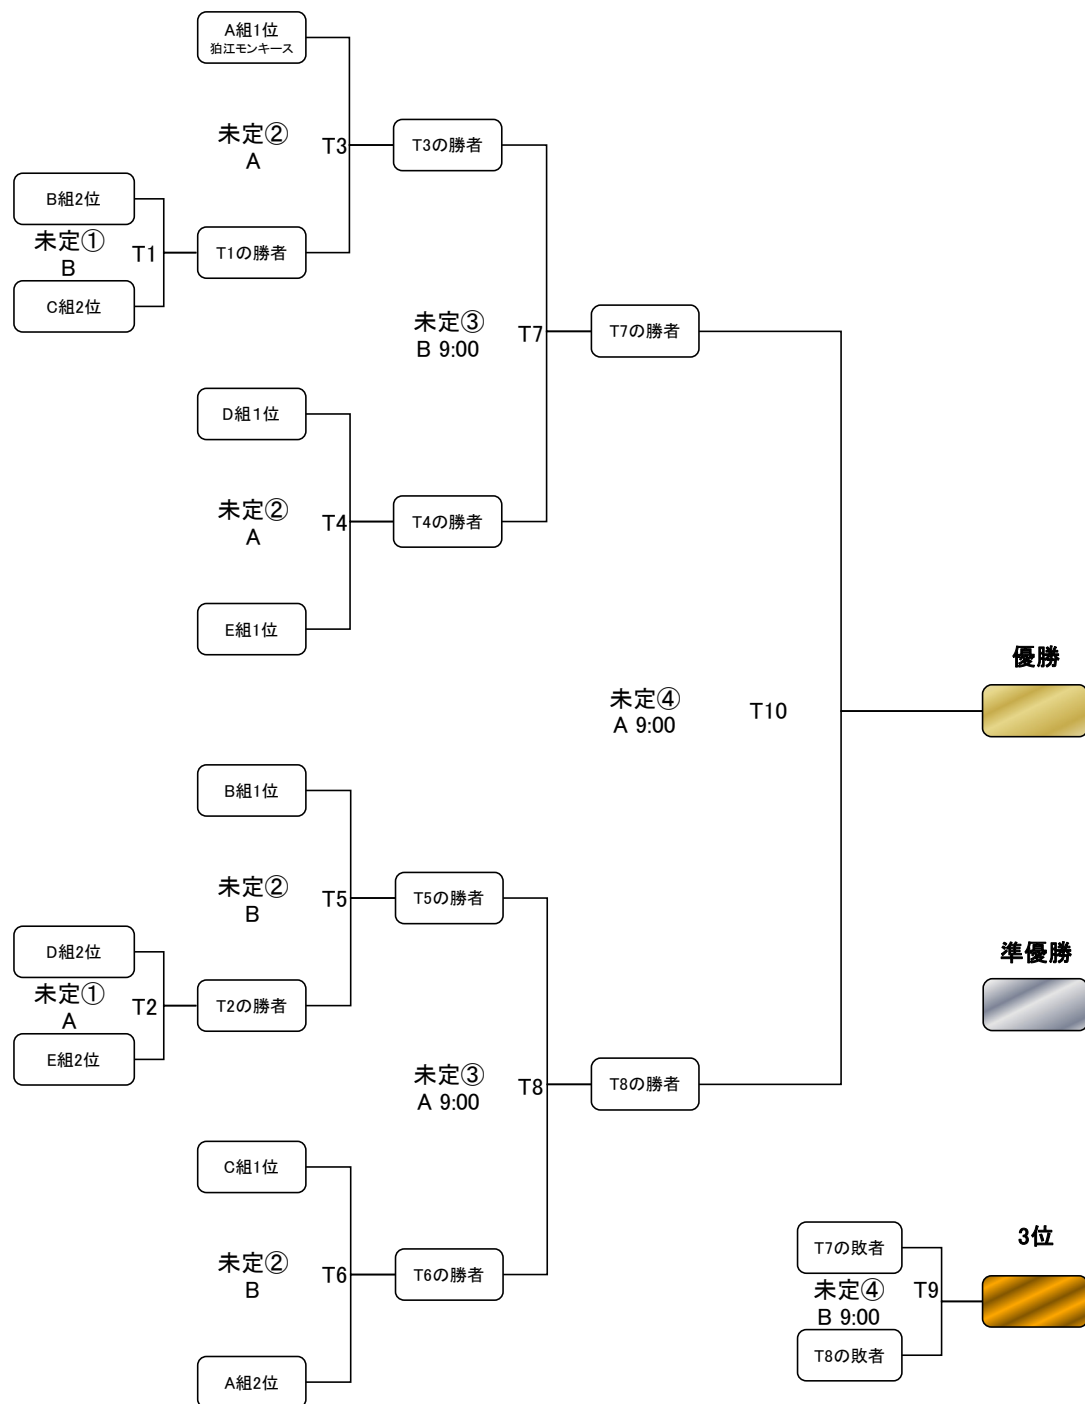 A組1位
狛江モンキース
未定②
A
T3
T3の勝者
B組2位
未定①
B
T1
T1の勝者
C組2位
未定③
B 9:00
T7
T7の勝者
D組1位
未定②
A
T4
T4の勝者
E組1位
優勝
未定④
A 9:00
T10
B組1位
未定②
B
T5
T5の勝者
D組2位
未定①
A
T2
T2の勝者
E組2位
準優勝
未定③
A 9:00
T8
T8の勝者
C組1位
未定②
B
T6
T6の勝者
A組2位
3位
T7の敗者
未定④
B 9:00
T9
T8の敗者